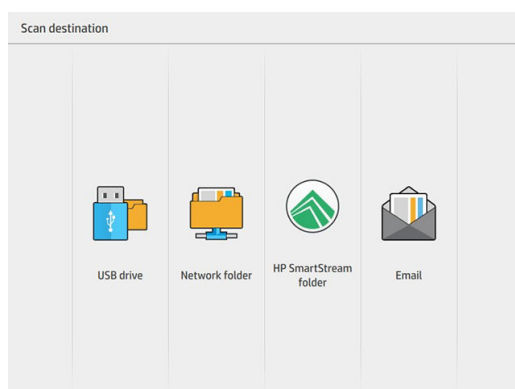 Scan destination
USB drive
Network folder
HP SmartStream
folder
Email